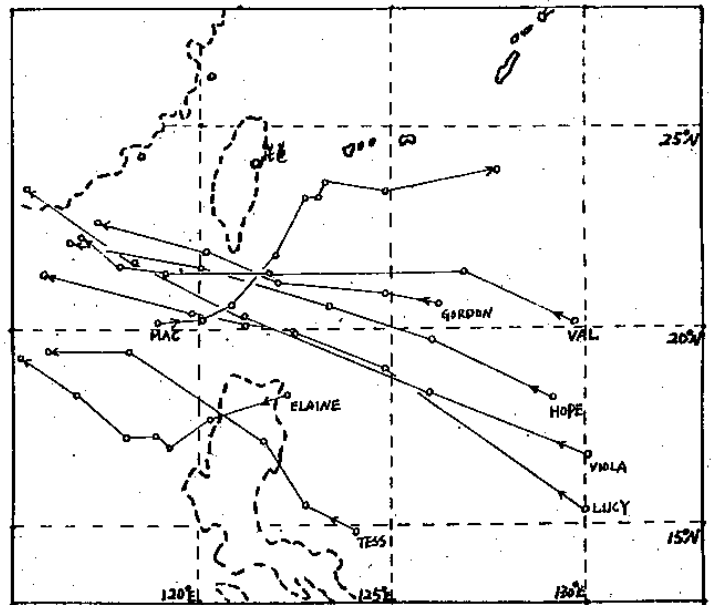 25°N
GORDON
MAC
20°N
VAL
ELAINE
HOPE
VIOLA
LUCY
15°N
TESS
120°E
125°E
130°E